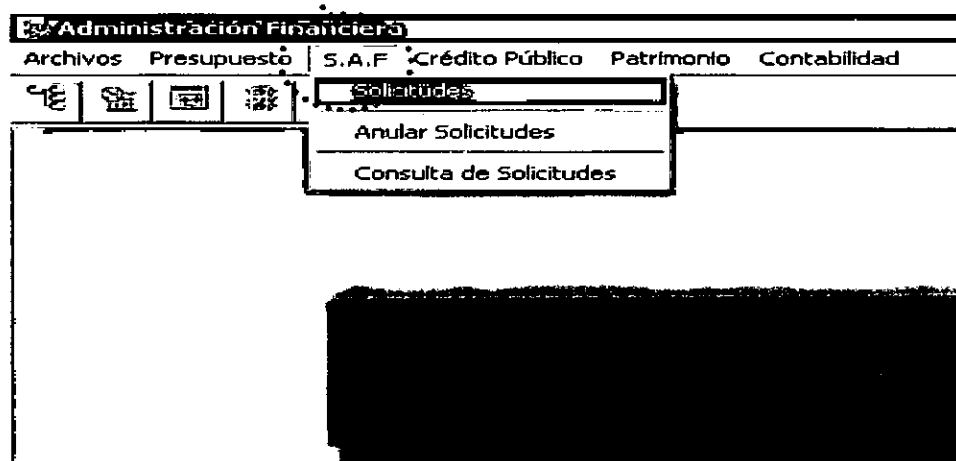 Administración Financiera
Archivos Presupuesto S.A.F Crédito Público Patrimonio Contabilidad
Solicitudes
Anular Solicitudes
Consulta de Solicitudes